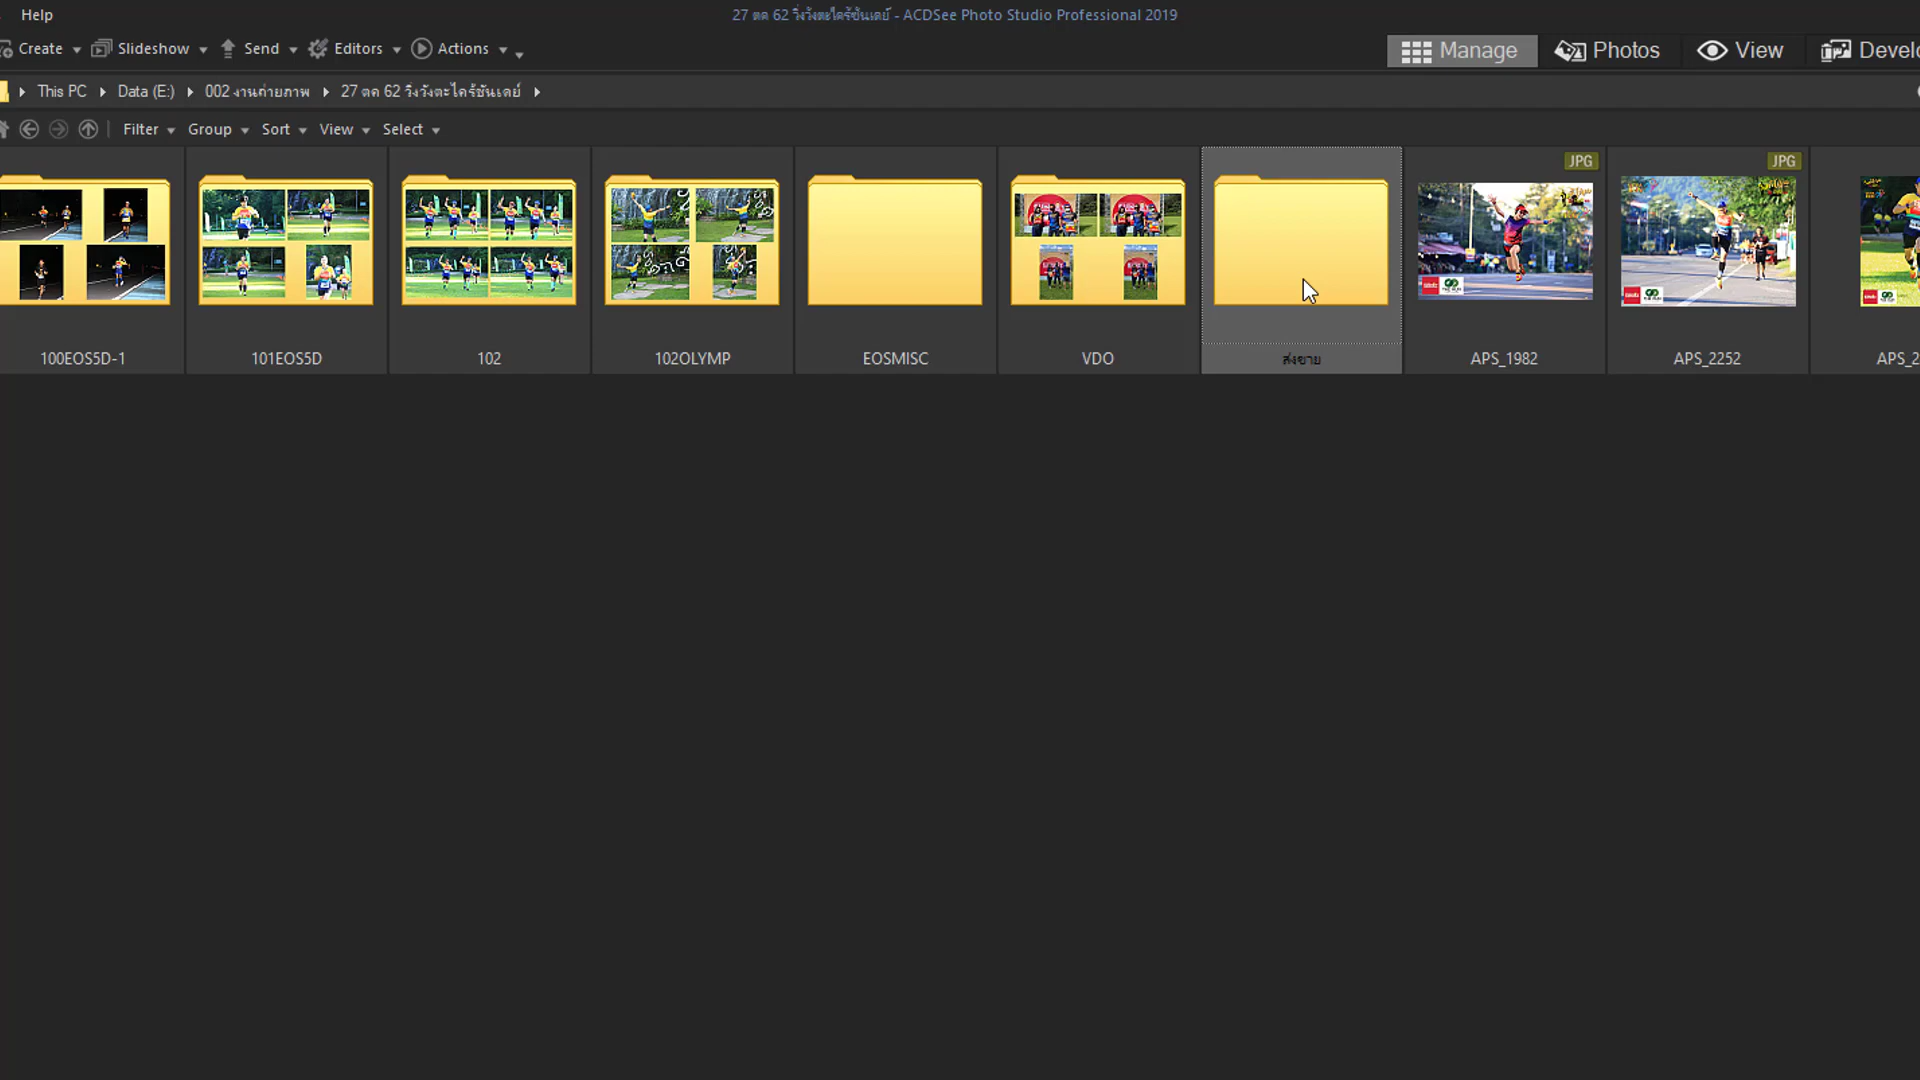 Help
27 ตค 62 วิ่งวังตะไคร้ซันเดย์ - ACDSee Photo Studio Professional 2019
Create Slideshow Send Editors Actions
Manage Photos View Develo
This PC Data (E:) 002 งานถ่ายภาพ 27 ตค 62 วิ่งวังตะไคร้ซันเดย์
Filter Group Sort View Select
JPG JPG
100EOS5D-1 101EOS5D 102 102OLYMP EOSMISC VDO ส่งขาย APS_1982 APS_2252 APS_2